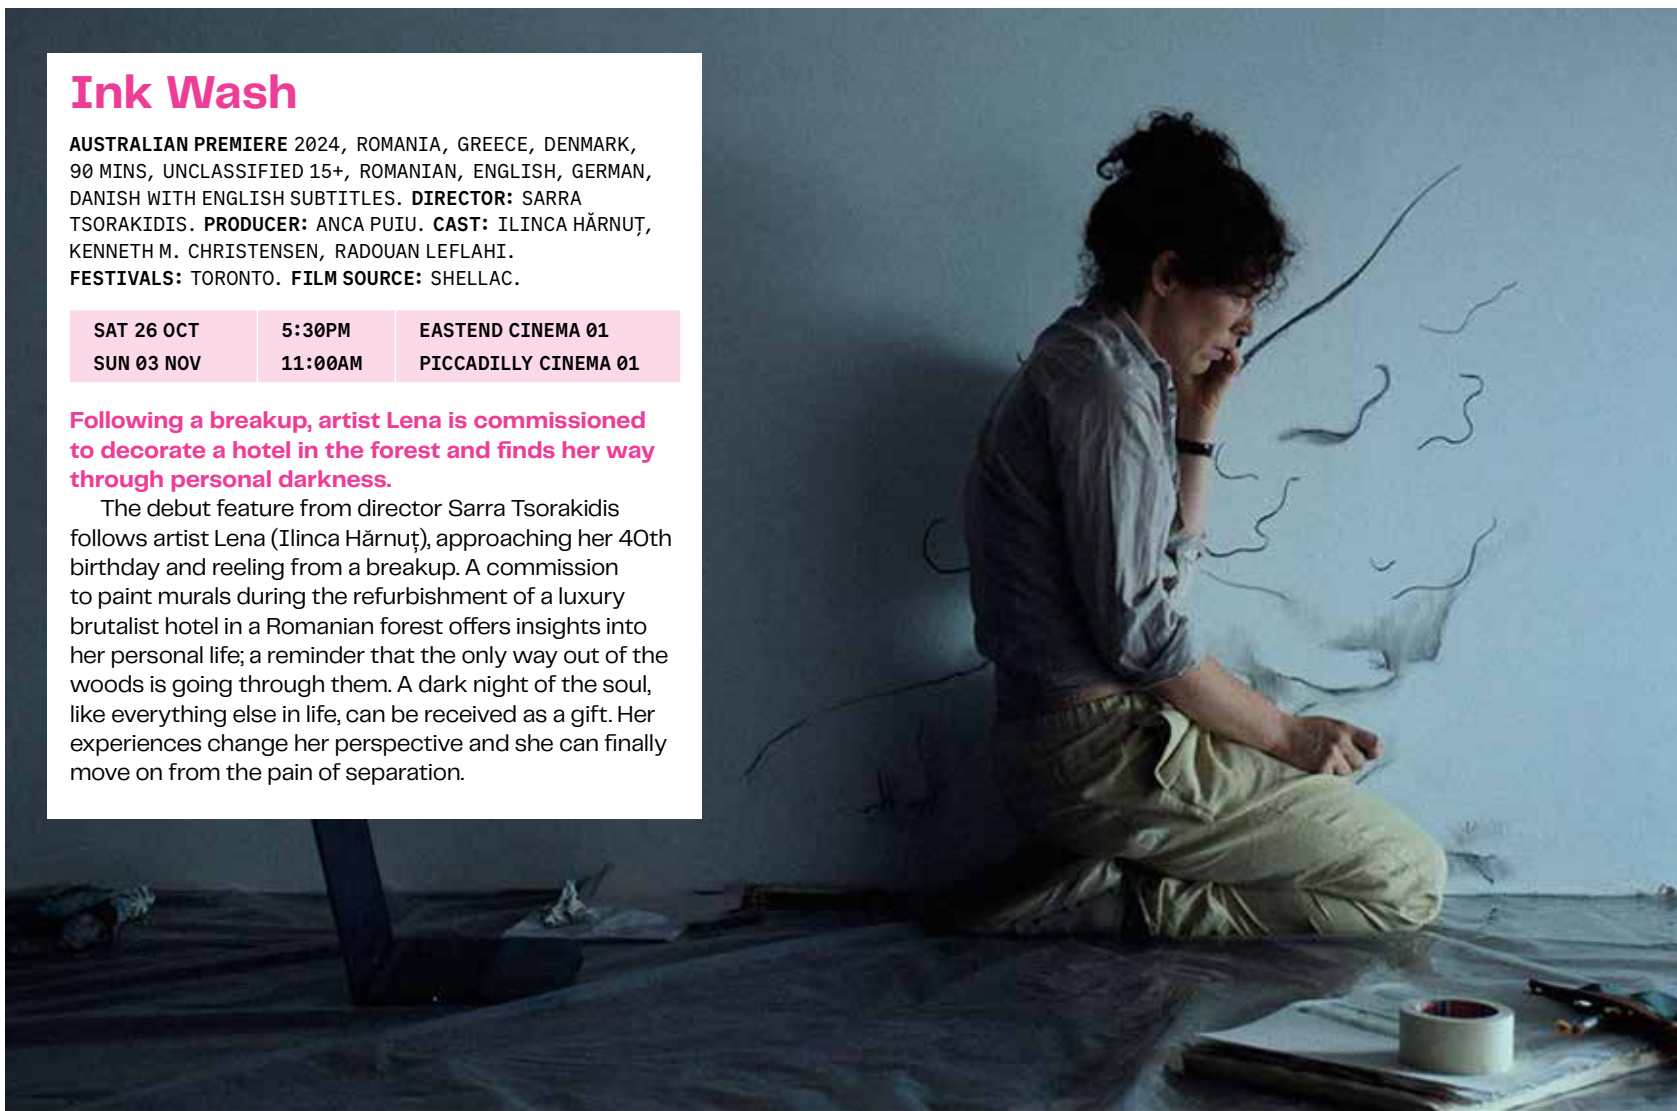 Ink Wash
AUSTRALIAN PREMIERE 2024, ROMANIA, GREECE, DENMARK,
90 MINS, UNCLASSIFIED 15+, ROMANIAN, ENGLISH, GERMAN,
DANISH WITH ENGLISH SUBTITLES. DIRECTOR: SARRA
TSORAKIDIS. PRODUCER: ANCA PUIU. CAST: ILINCA HĂRNUȚ,
KENNETH M. CHRISTENSEN, RADOUAN LEFLAHI.
FESTIVALS: TORONTO. FILM SOURCE: SHELLAC.
SAT 26 OCT 5:30PM EASTEND CINEMA 01
SUN 03 NOV 11:00AM PICCADILLY CINEMA 01
Following a breakup, artist Lena is commissioned
to decorate a hotel in the forest and finds her way
through personal darkness.
The debut feature from director Sarra Tsorakidis
follows artist Lena (Ilinca Hărnuț), approaching her 40th
birthday and reeling from a breakup. A commission
to paint murals during the refurbishment of a luxury
brutalist hotel in a Romanian forest offers insights into
her personal life; a reminder that the only way out of the
woods is going through them. A dark night of the soul,
like everything else in life, can be received as a gift. Her
experiences change her perspective and she can finally
move on from the pain of separation.